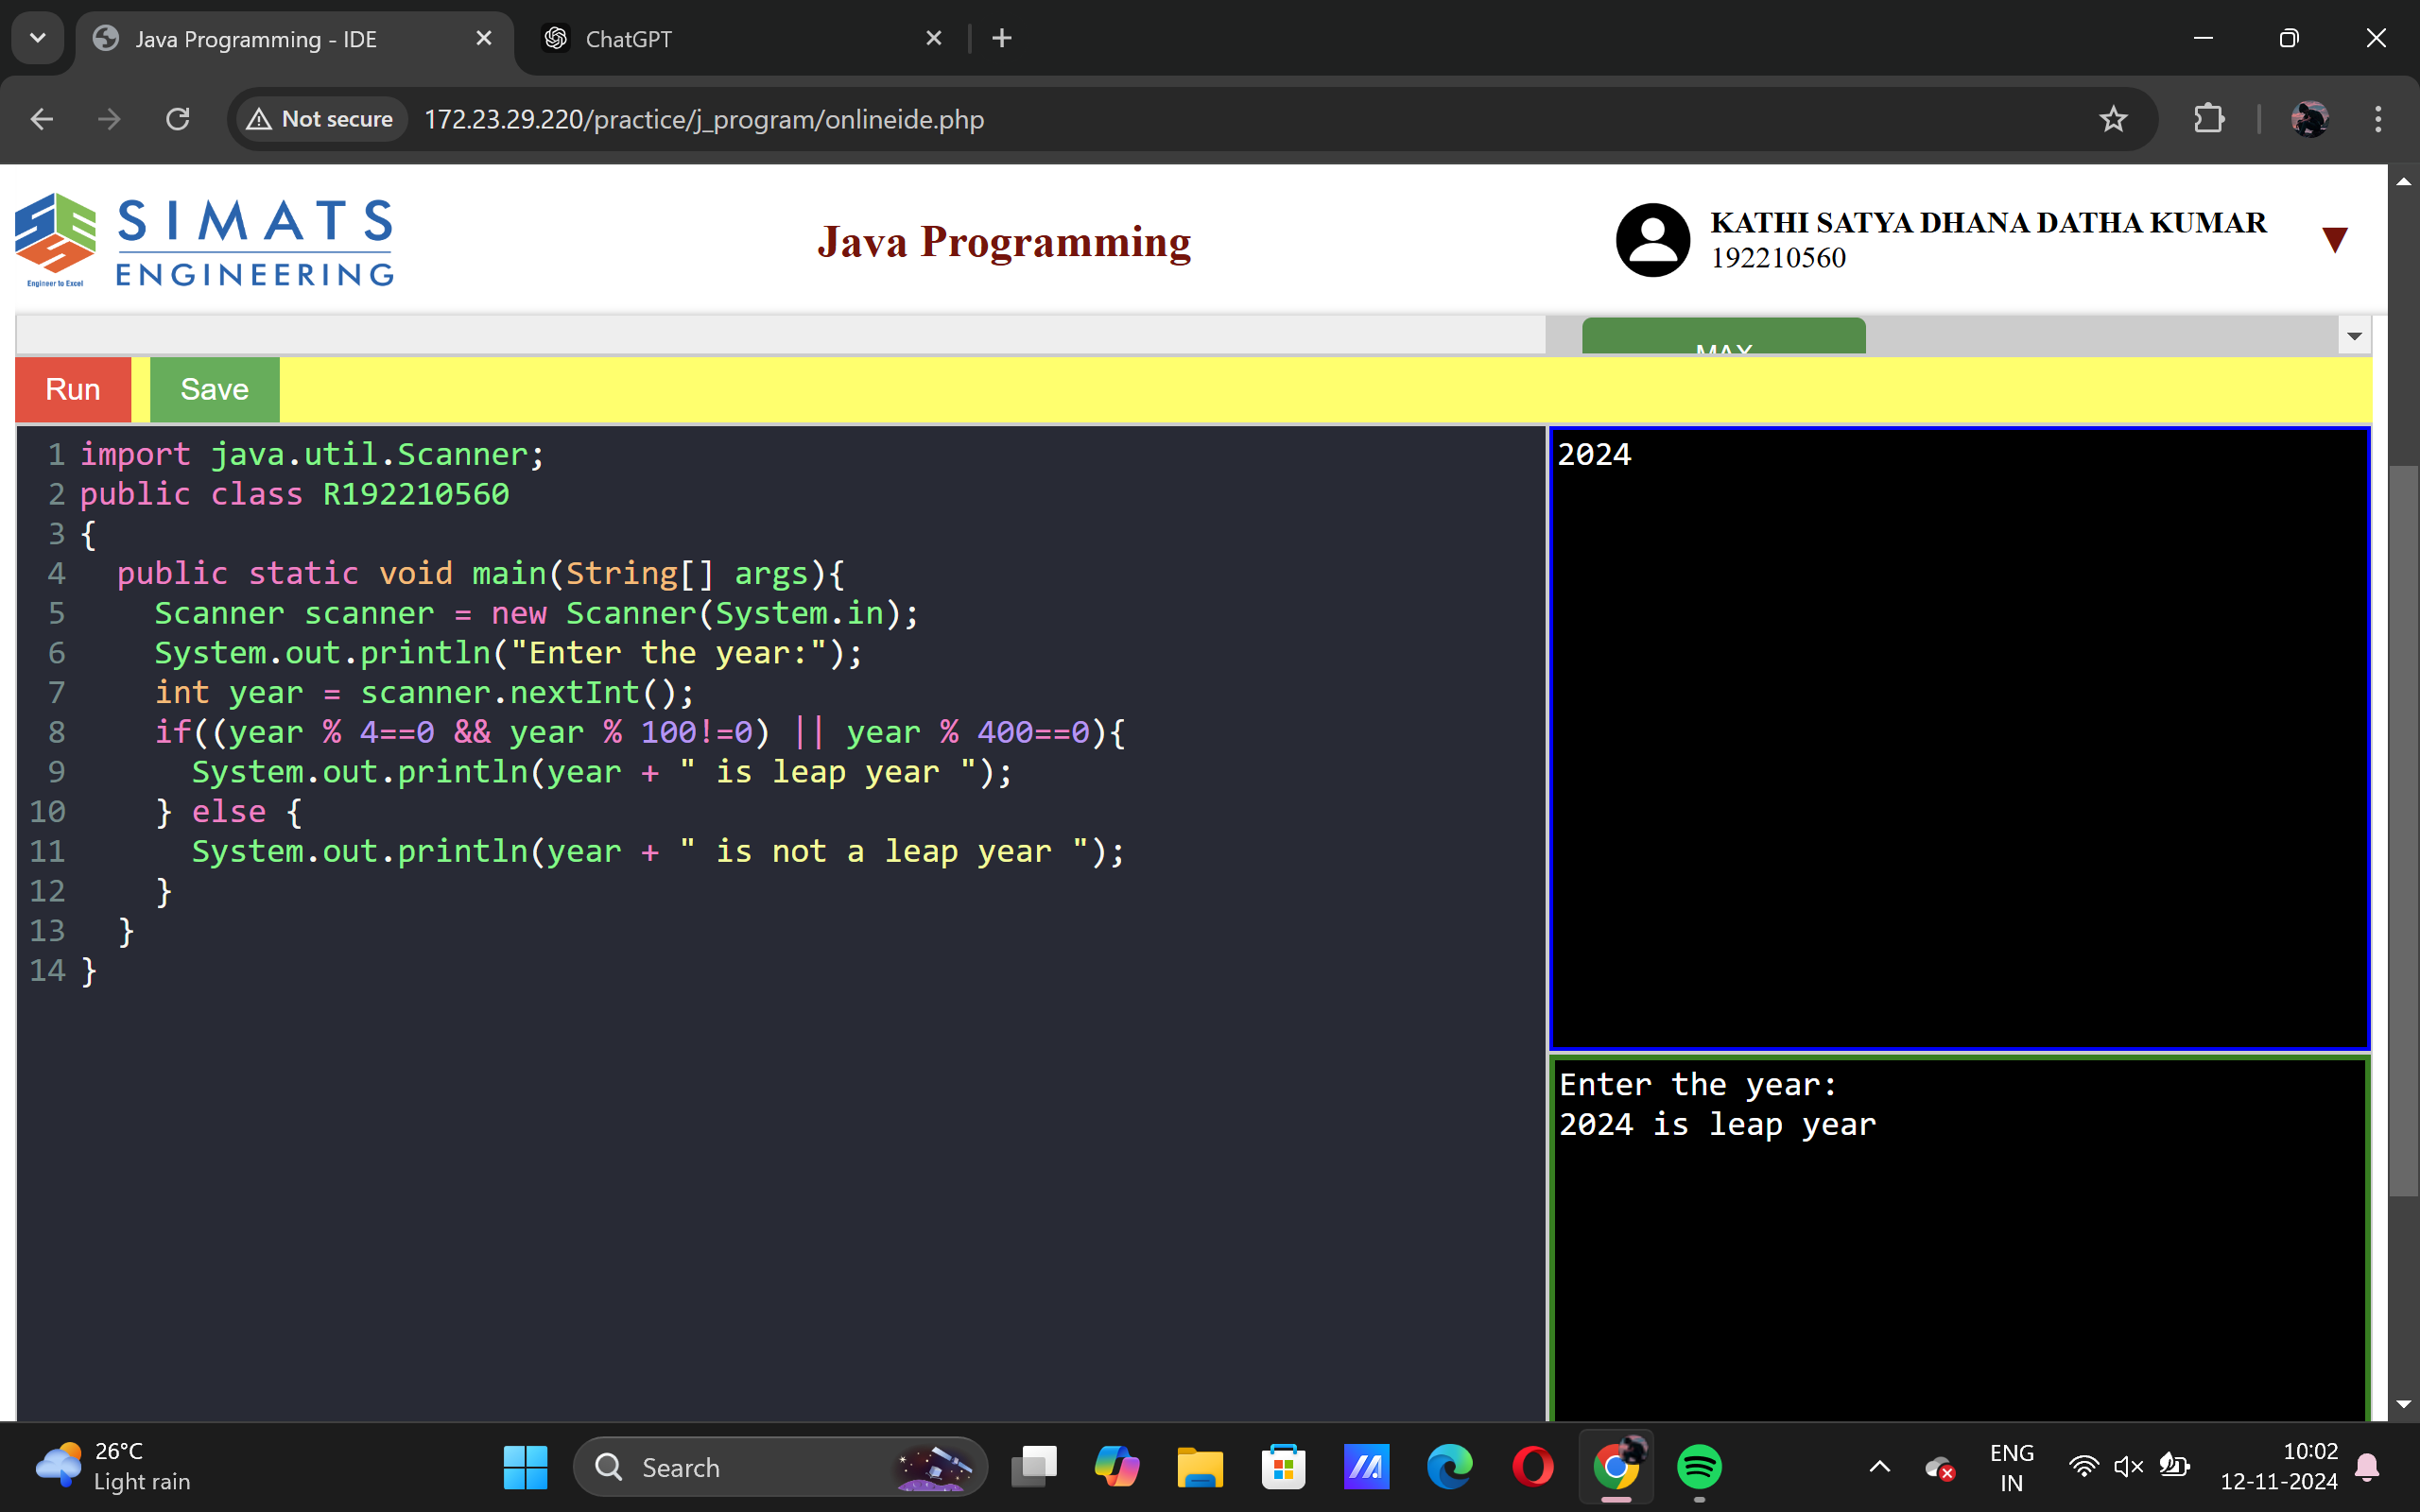 Java Programming - IDE
ChatGPT
Not secure
172.23.29.220/practice/j_program/onlineide.php
SIMATS
ENGINEERING
Engineer to Excel
Java Programming
KATHI SATYA DHANA DATHA KUMAR
192210560
MAX
Run
Save
1 import java.util.Scanner;
2 public class R192210560
3 {
4   public static void main(String[] args){
5     Scanner scanner = new Scanner(System.in);
6     System.out.println("Enter the year:");
7     int year = scanner.nextInt();
8     if((year % 4==0 && year % 100!=0) || year % 400==0){
9       System.out.println(year + " is leap year ");
10     } else {
11       System.out.println(year + " is not a leap year ");
12     }
13   }
14 }
2024
Enter the year:
2024 is leap year
26°C
Light rain
Search
ENG
IN
10:02
12-11-2024